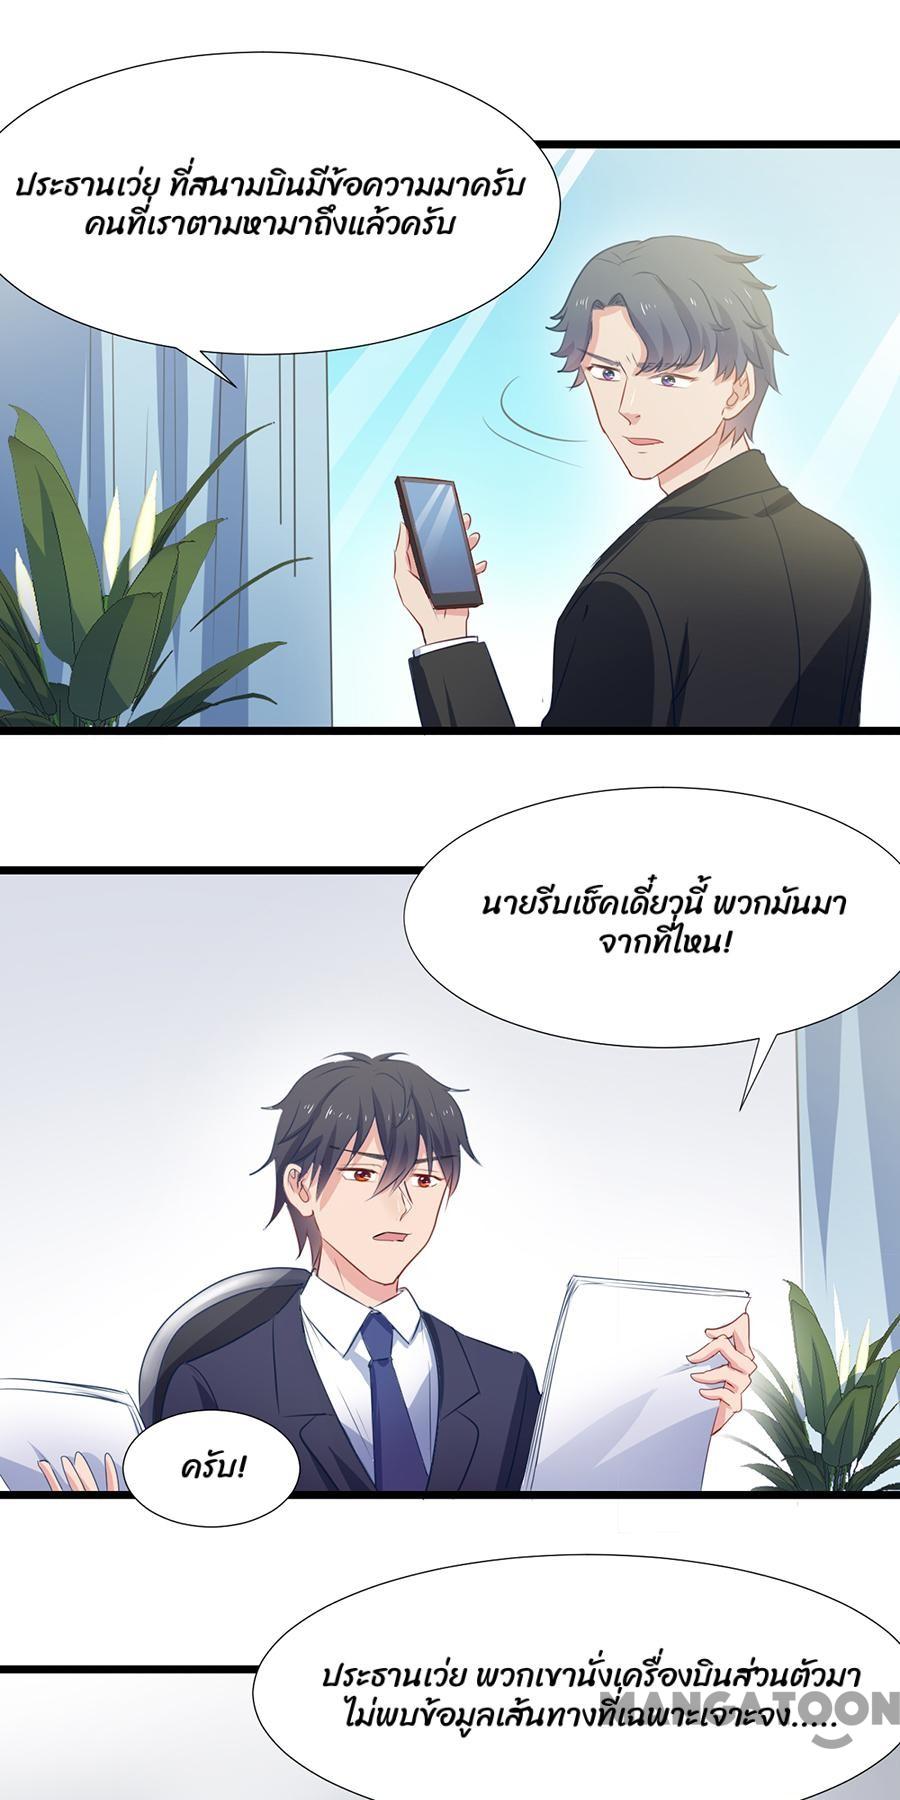 ประธานเว่ย ที่สนามบินมีข้อความมาครับ
คนที่เราตามหามาถึงแล้วครับ
นายรีบเช็คเดี๋ยวนี้ พวกมันมา
จากที่ไหน!
ครับ!
ประธานเว่ย พวกเขานั่งเครื่องบินส่วนตัวมา
ไม่พบข้อมูลเส้นทางที่เฉพาะเจาะจง.....
MANGATOON